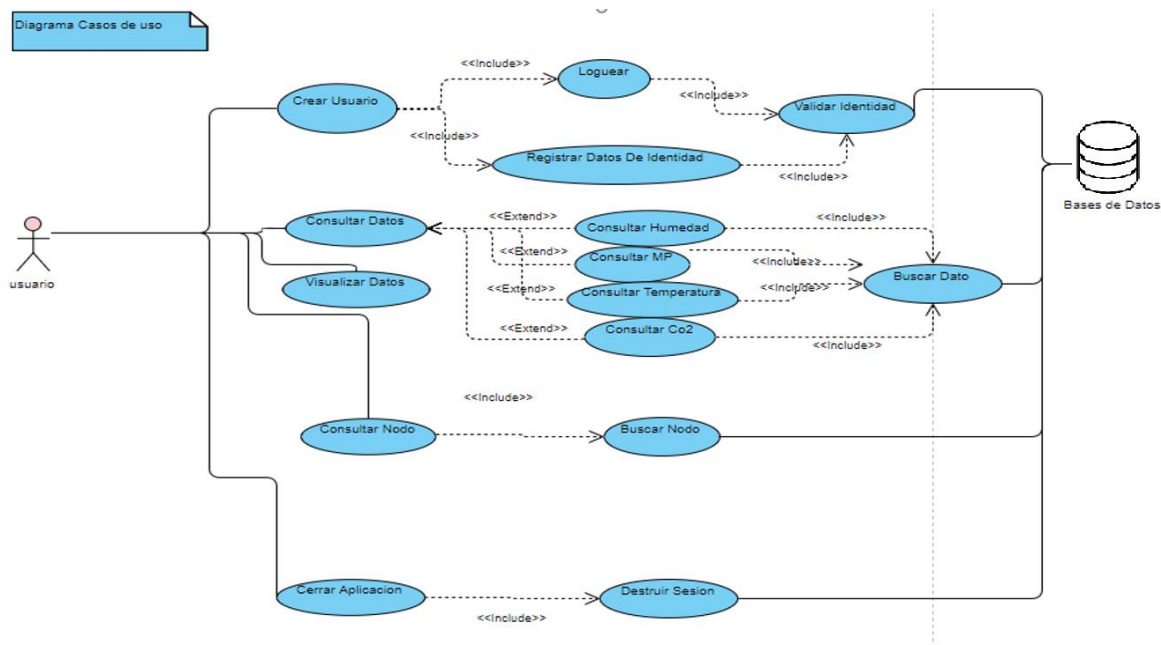 Diagrama Casos de uso
<<Include>>
Loguear
Crear Usuario
<<Include>>
Validar Identidad
<<Include>>
Registrar Datos De Identidad
<<Include>>
Bases de Datos
Consultar Datos
<<Extend>>
Consultar Humedad
<<Include>>
<<Extend>>
Consultar MP
<<Include>>
Buscar Dato
usuario
Visualizar Datos
<<Extend>>
Consultar Temperatura
<<Include>>
<<Extend>>
Consultar Co2
<<Include>>
<<Include>>
Consultar Nodo
Buscar Nodo
Cerrar Aplicacion
Destruir Sesion
<<Include>>